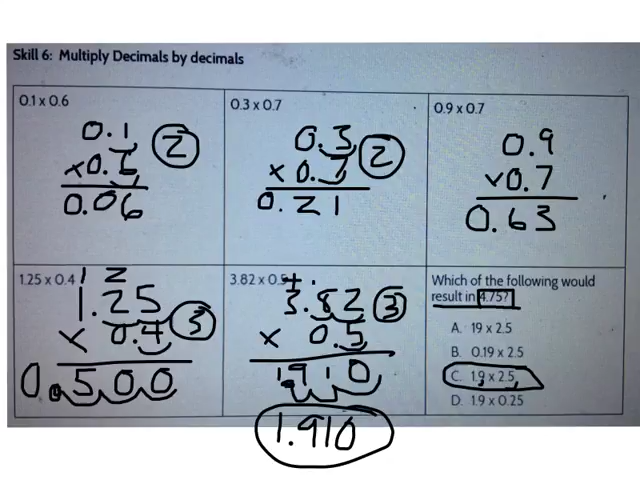 Skill 6: Multiply Decimals by decimals
0.1 x 0.6
0.1
x0.6
0.06
2
0.3 x 0.7
0.3
x 0.7
0.21
2
0.9 x 0.7
0.9
x0.7
0.63
1.25 x 0.4
1 2
1.25
x 0.4
3
0.500
3.82 x 0.5
3.82
x 0.5
3
1910
1.910
Which of the following would
result in 4.75?
A. 19 x 2.5
B. 0.19 x 2.5
C. 1.9 x 2.5
D. 1.9 x 0.25